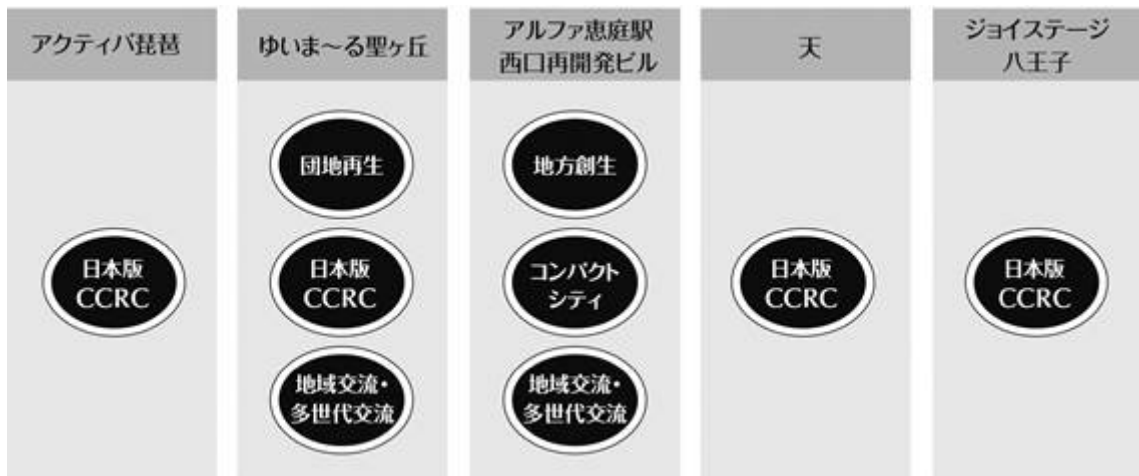 アクティバ琵琶
日本版
CCRC
ゆいま～る聖ヶ丘
団地再生
日本版
CCRC
地域交流・
多世代交流
アルファ恵庭駅
西口再開発ビル
地方創生
コンパクト
シティ
地域交流・
多世代交流
天
日本版
CCRC
ジョイステージ
八王子
日本版
CCRC